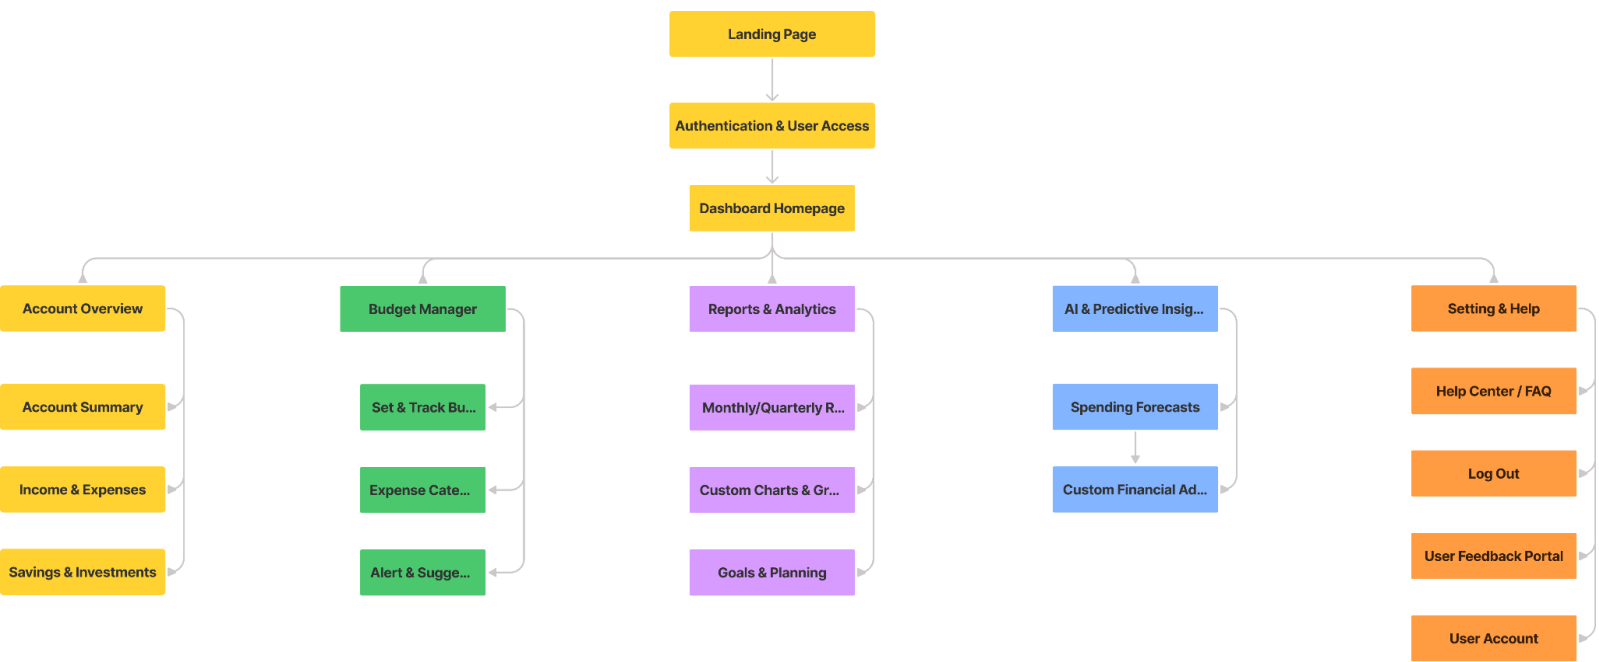 Landing Page
Authentication & User Access
Dashboard Homepage
Account Overview
Budget Manager
Reports & Analytics
AI & Predictive Insig...
Setting & Help
Account Summary
Set & Track Bu...
Monthly/Quarterly R...
Spending Forecasts
Help Center / FAQ
Income & Expenses
Expense Cate...
Custom Charts & Gr...
Custom Financial Ad...
Log Out
Savings & Investments
Alert & Sugge...
Goals & Planning
User Feedback Portal
User Account